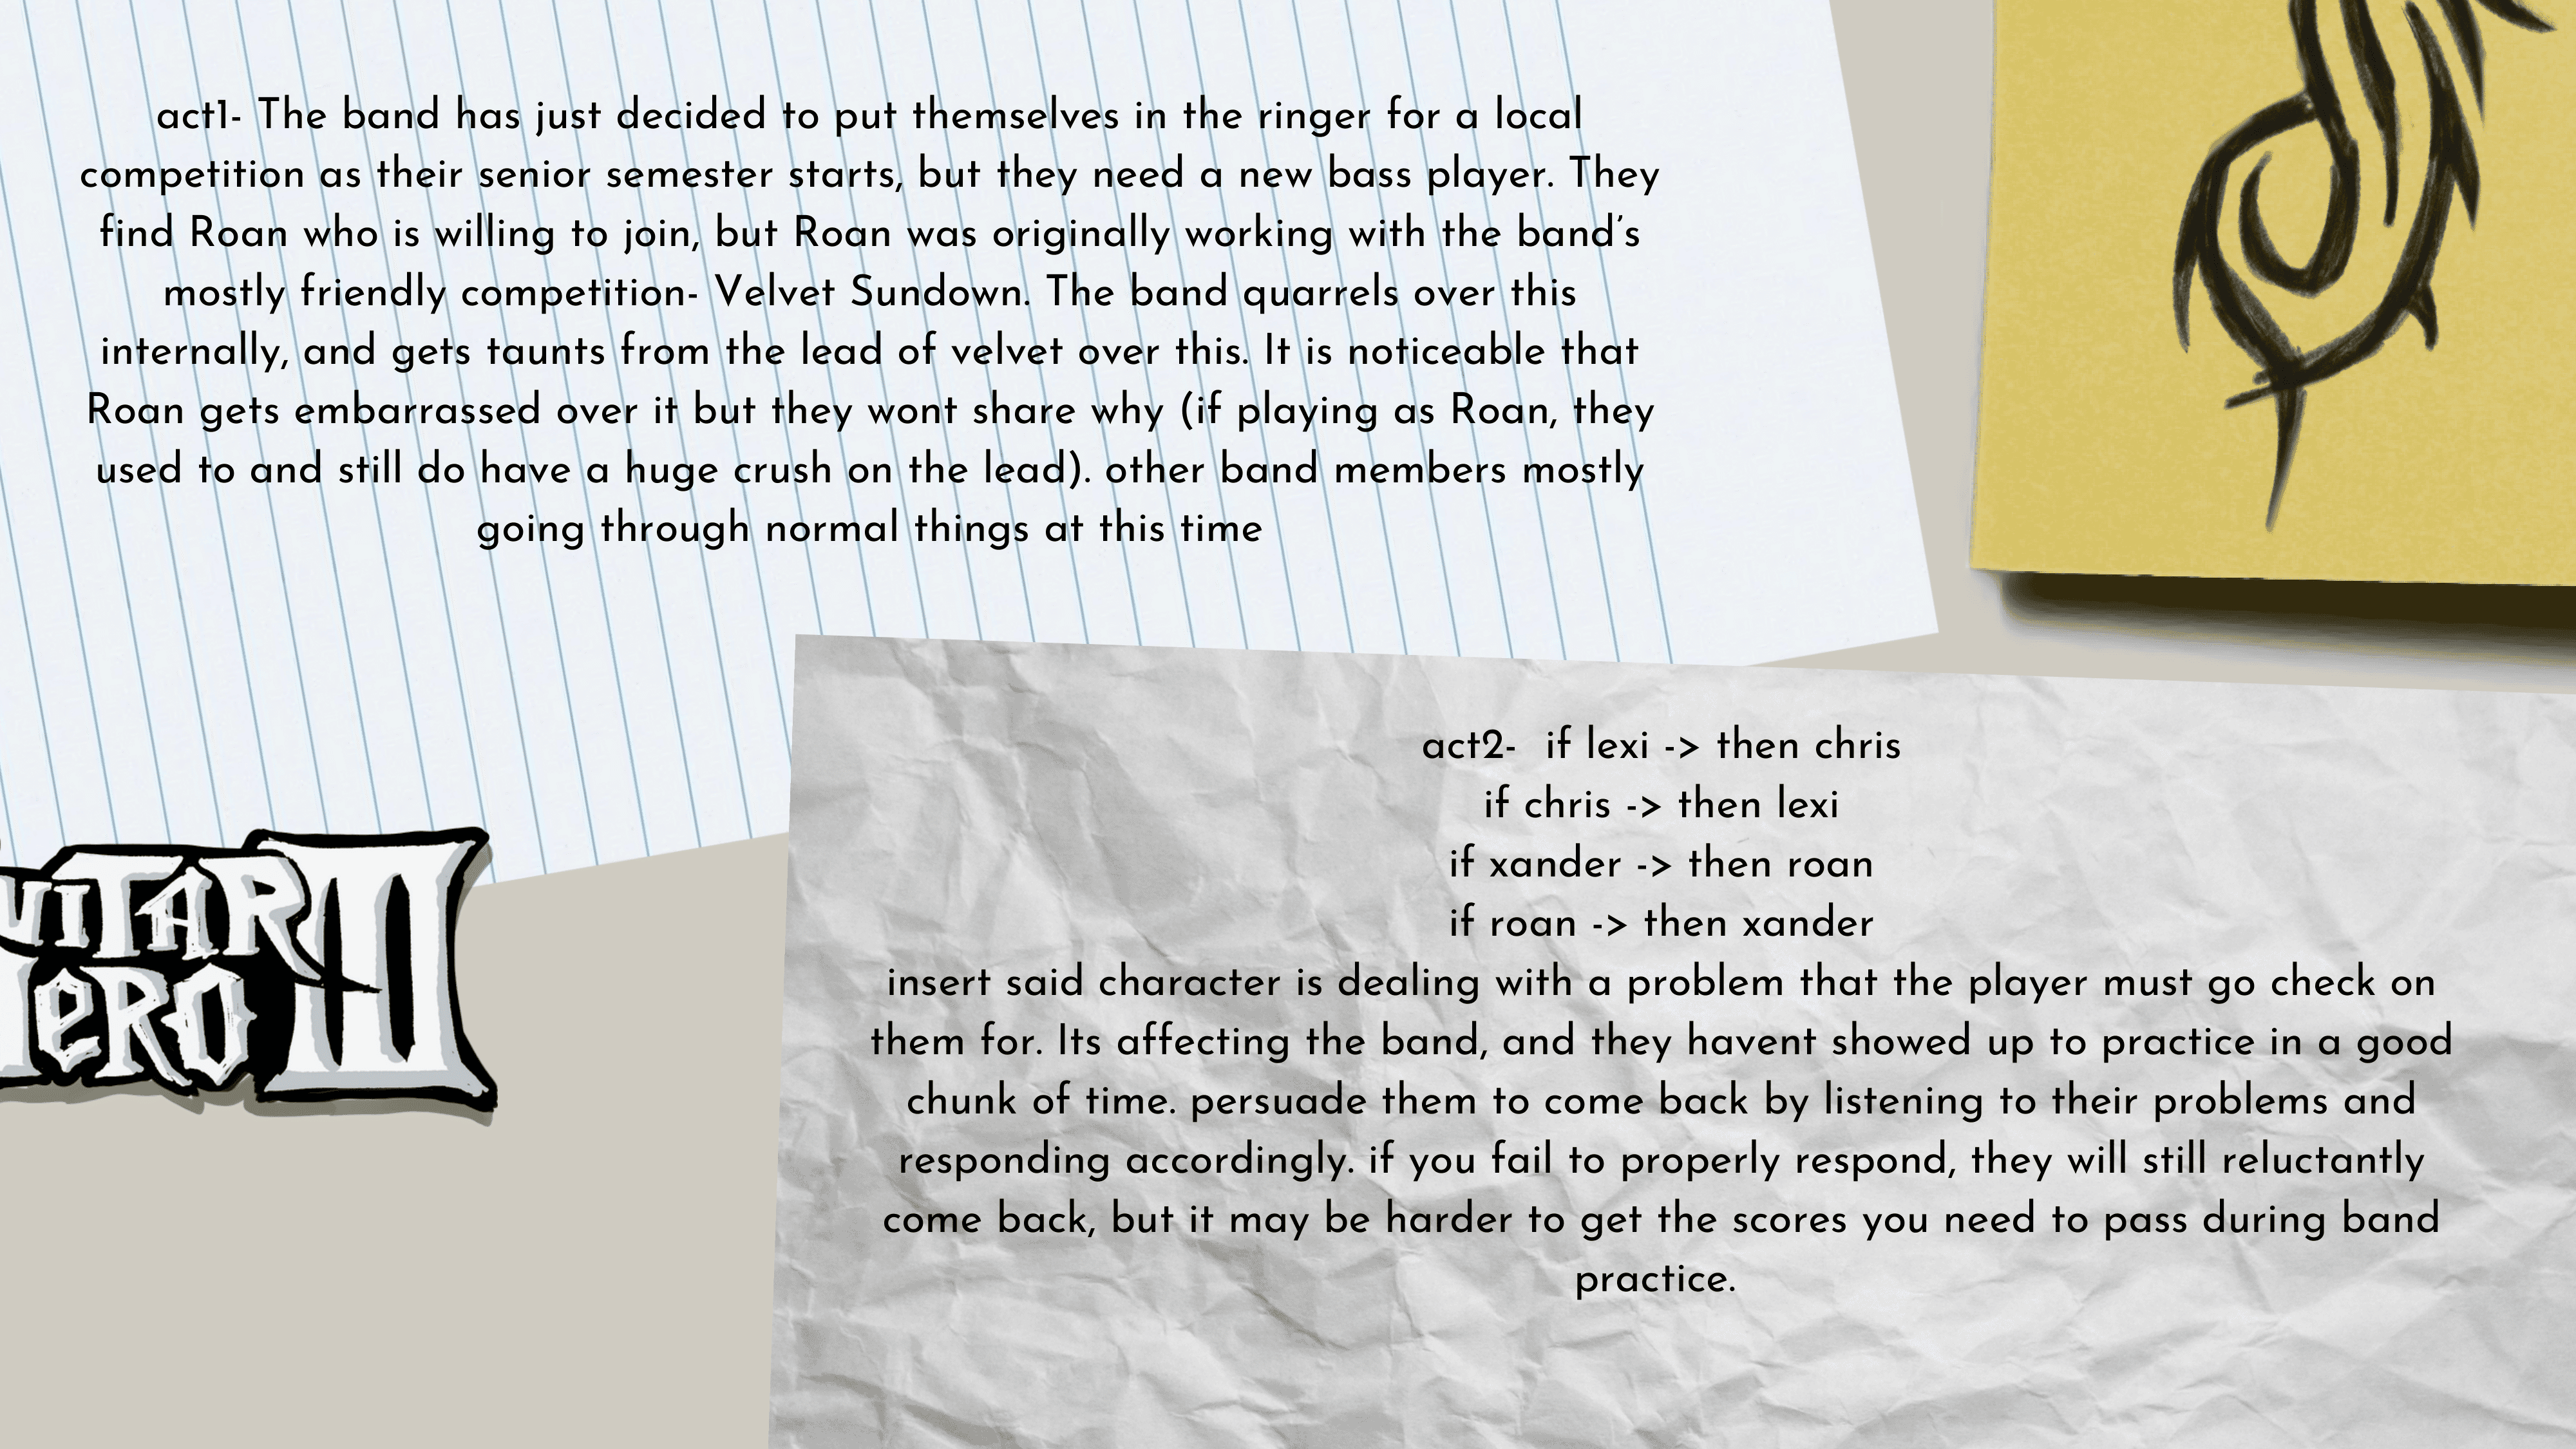 act1- The band has just decided to put themselves in the ringer for a local
competition as their senior semester starts, but they need a new bass player. They
find Roan who is willing to join, but Roan was originally working with the band’s
mostly friendly competition- Velvet Sundown. The band quarrels over this
internally, and gets taunts from the lead of velvet over this. It is noticeable that
Roan gets embarrassed over it but they wont share why (if playing as Roan, they
used to and still do have a huge crush on the lead). other band members mostly
going through normal things at this time
act2-  if lexi -> then chris
if chris -> then lexi
if xander -> then roan
if roan -> then xander
insert said character is dealing with a problem that the player must go check on
them for. Its affecting the band, and they havent showed up to practice in a good
chunk of time. persuade them to come back by listening to their problems and
responding accordingly. if you fail to properly respond, they will still reluctantly
come back, but it may be harder to get the scores you need to pass during band
practice.
uiTAR III
HeRO